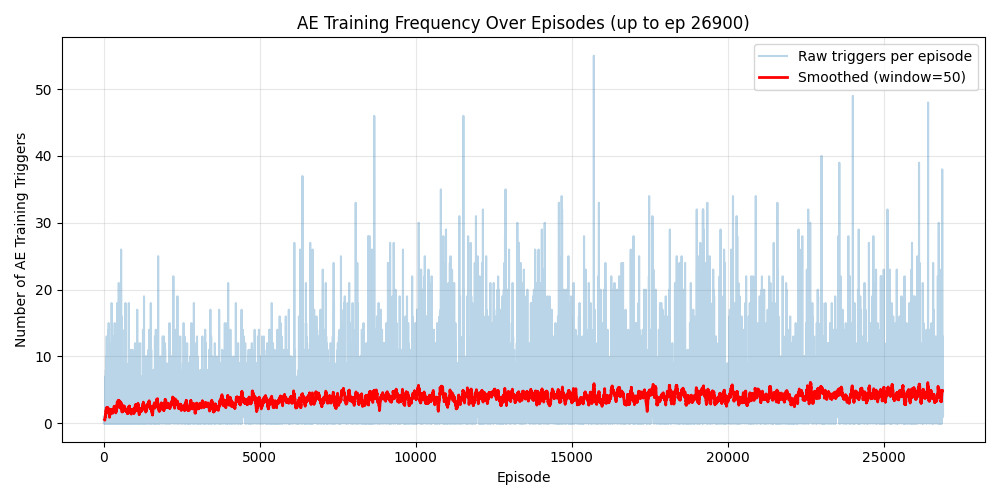 AE Training Frequency Over Episodes (up to ep 26900)
Raw triggers per episode
Smoothed (window=50)
Number of AE Training Triggers
50
40
30
20
10
0
0 5000 10000 15000 20000 25000
Episode